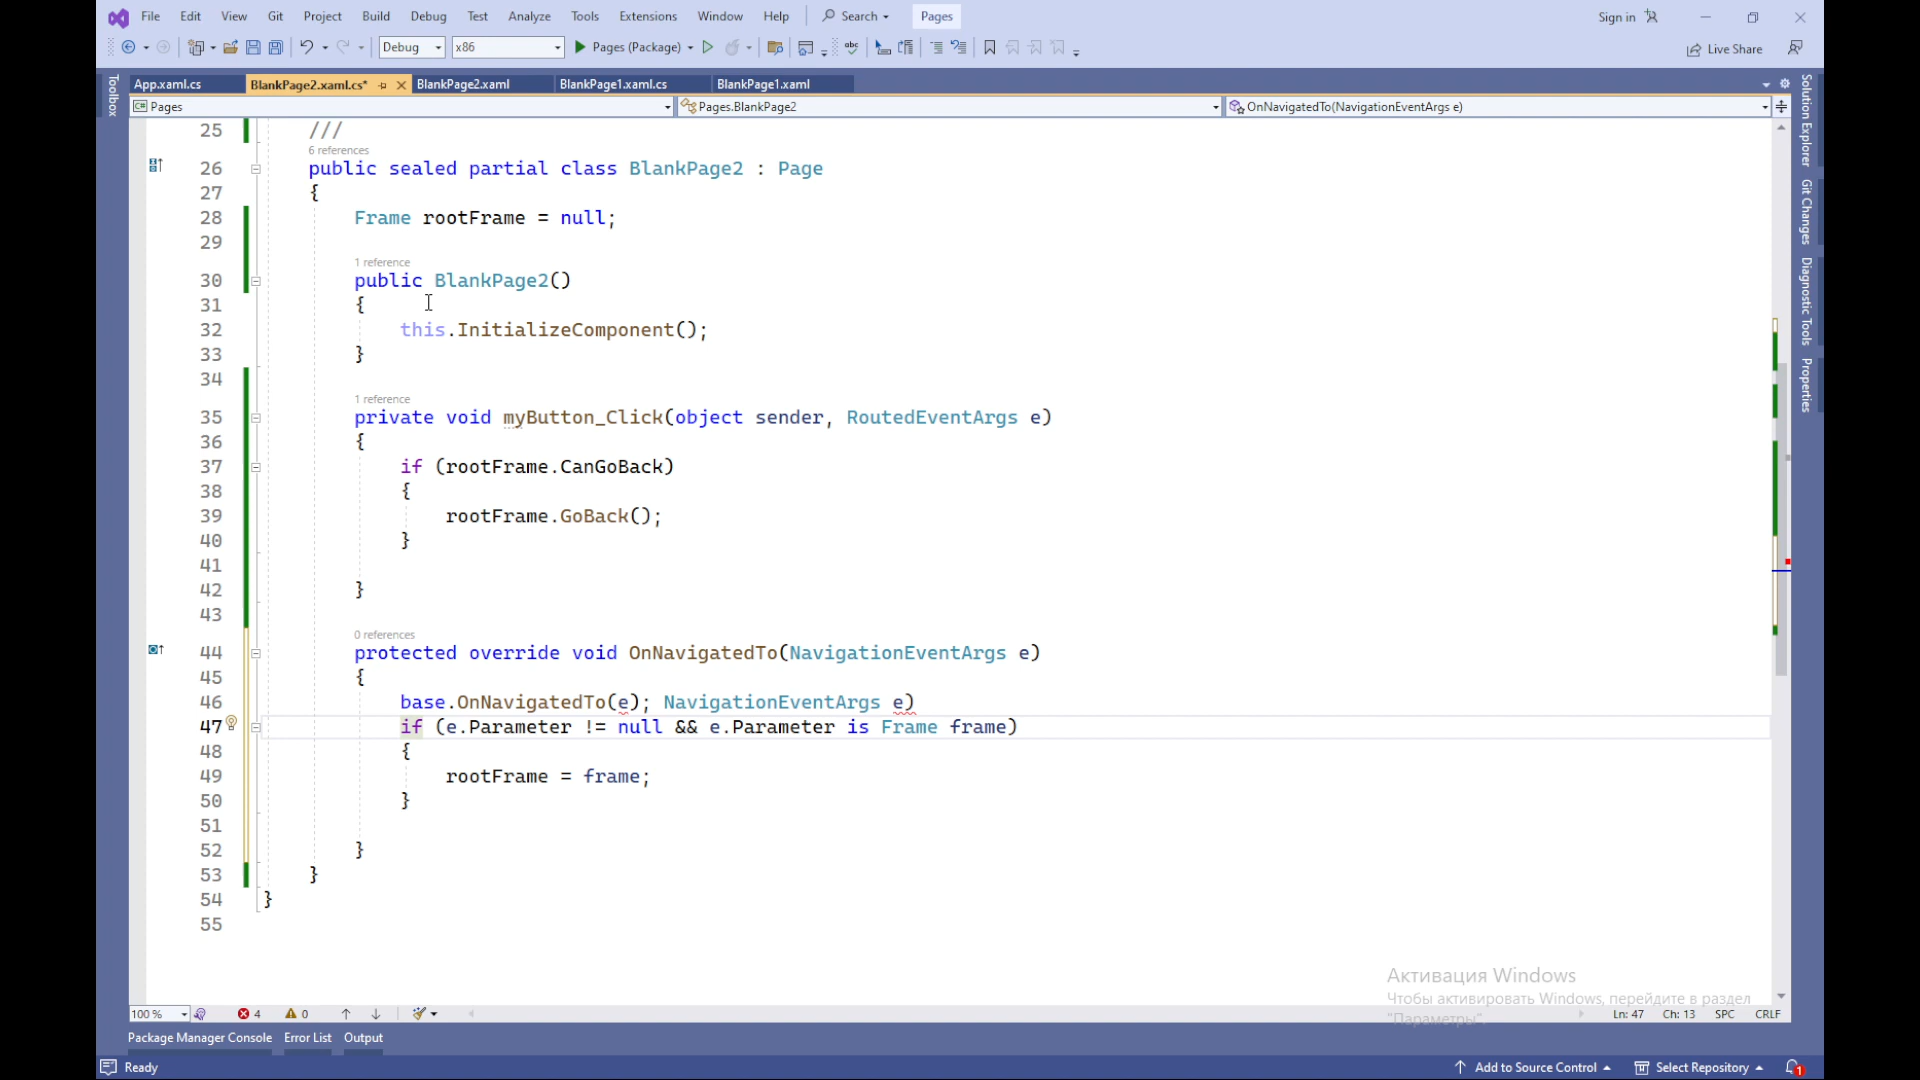 File Edit View Git Project Build Debug Test Analyze Tools Extensions Window Help Search Pages Sign in
Debug x86 Pages (Package) abc Live Share
Toolbox
App.xaml.cs BlankPage2.xaml.cs* BlankPage2.xaml BlankPage1.xaml.cs BlankPage1.xaml
C# Pages Pages.BlankPage2 OnNavigatedTo(NavigationEventArgs e)
Solution Explorer
Git Changes
Diagnostic Tools
Properties
25 ///
6 references
26 public sealed partial class BlankPage2 : Page
27 {
28 Frame rootFrame = null;
29
1 reference
30 public BlankPage2()
31 {
32 this.InitializeComponent();
33 }
34
1 reference
35 private void myButton_Click(object sender, RoutedEventArgs e)
36 {
37 if (rootFrame.CanGoBack)
38 {
39 rootFrame.GoBack();
40 }
41
42 }
43
0 references
44 protected override void OnNavigatedTo(NavigationEventArgs e)
45 {
46 base.OnNavigatedTo(e); NavigationEventArgs e)
47 if (e.Parameter != null && e.Parameter is Frame frame)
48 {
49 rootFrame = frame;
50 }
51
52 }
53 }
54 }
55
Активация Windows
Чтобы активировать Windows, перейдите в раздел
"Параметры".
100 % 4 0 Ln: 47 Ch: 13 SPC CRLF
Package Manager Console Error List Output
Ready Add to Source Control Select Repository 1